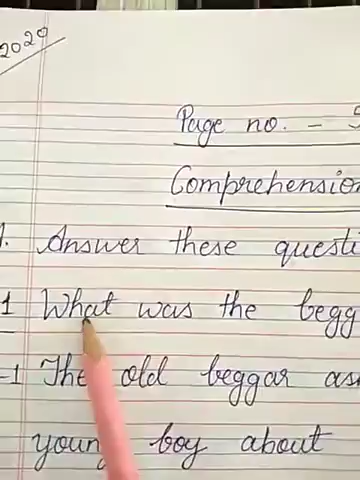 2020
Page no. -
Comprehension
Answer these questi
1 What was the begg
-1 The old beggar as
young boy about